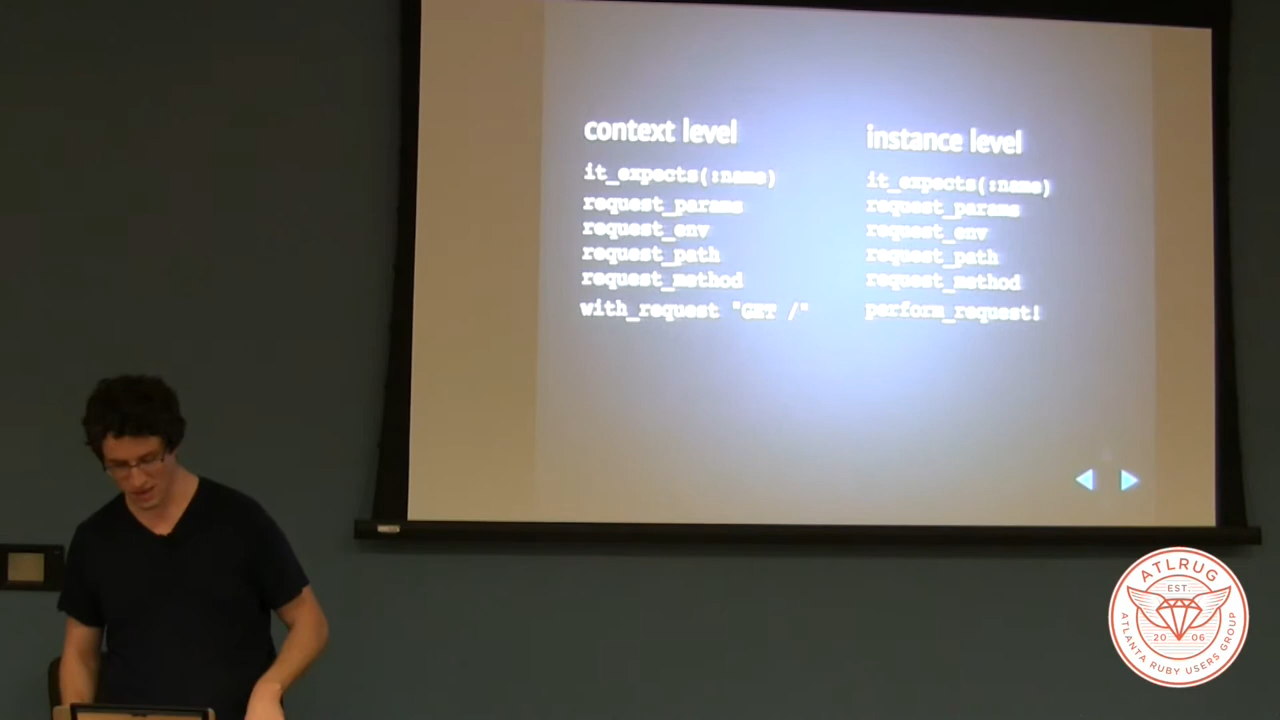 context level
it_expects(:name)
request_params
request_env
request_path
request_method
with_request "GET /"
instance level
it_expects(:name)
request_params
request_env
request_path
request_method
perform_request!
ATLRUG
EST.
20 06
ATLANTA RUBY USERS GROUP